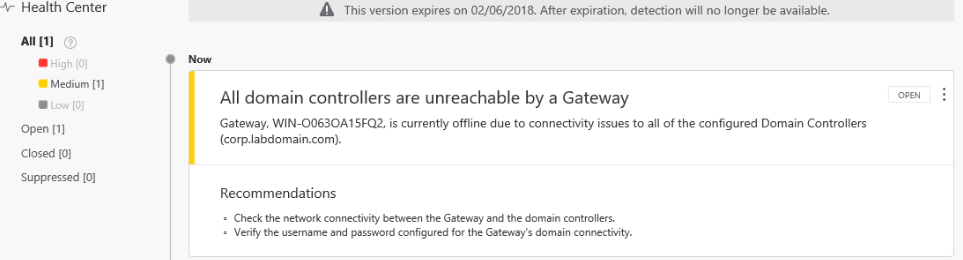 Health Center
This version expires on 02/06/2018. After expiration, detection will no longer be available.
All [1] ?
High [0]
Medium [1]
Low [0]
Open [1]
Closed [0]
Suppressed [0]
Now
All domain controllers are unreachable by a Gateway
OPEN
Gateway, WIN-O063OA15FQ2, is currently offline due to connectivity issues to all of the configured Domain Controllers
(corp.labdomain.com).
Recommendations
Check the network connectivity between the Gateway and the domain controllers.
Verify the username and password configured for the Gateway's domain connectivity.